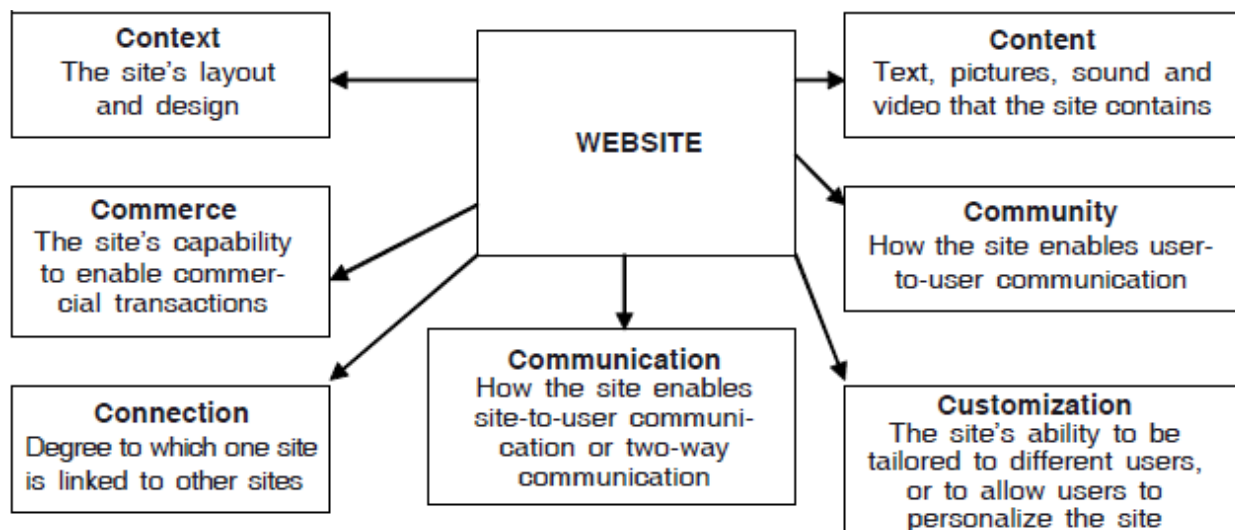 Context
The site's layout
and design
WEBSITE
Content
Text, pictures, sound and
video that the site contains
Commerce
The site's capability
to enable commer-
cial transactions
Community
How the site enables user-
to-user communication
Connection
Degree to which one site
is linked to other sites
Communication
How the site enables
site-to-user communi-
cation or two-way
communication
Customization
The site's ability to be
tailored to different users,
or to allow users to
personalize the site